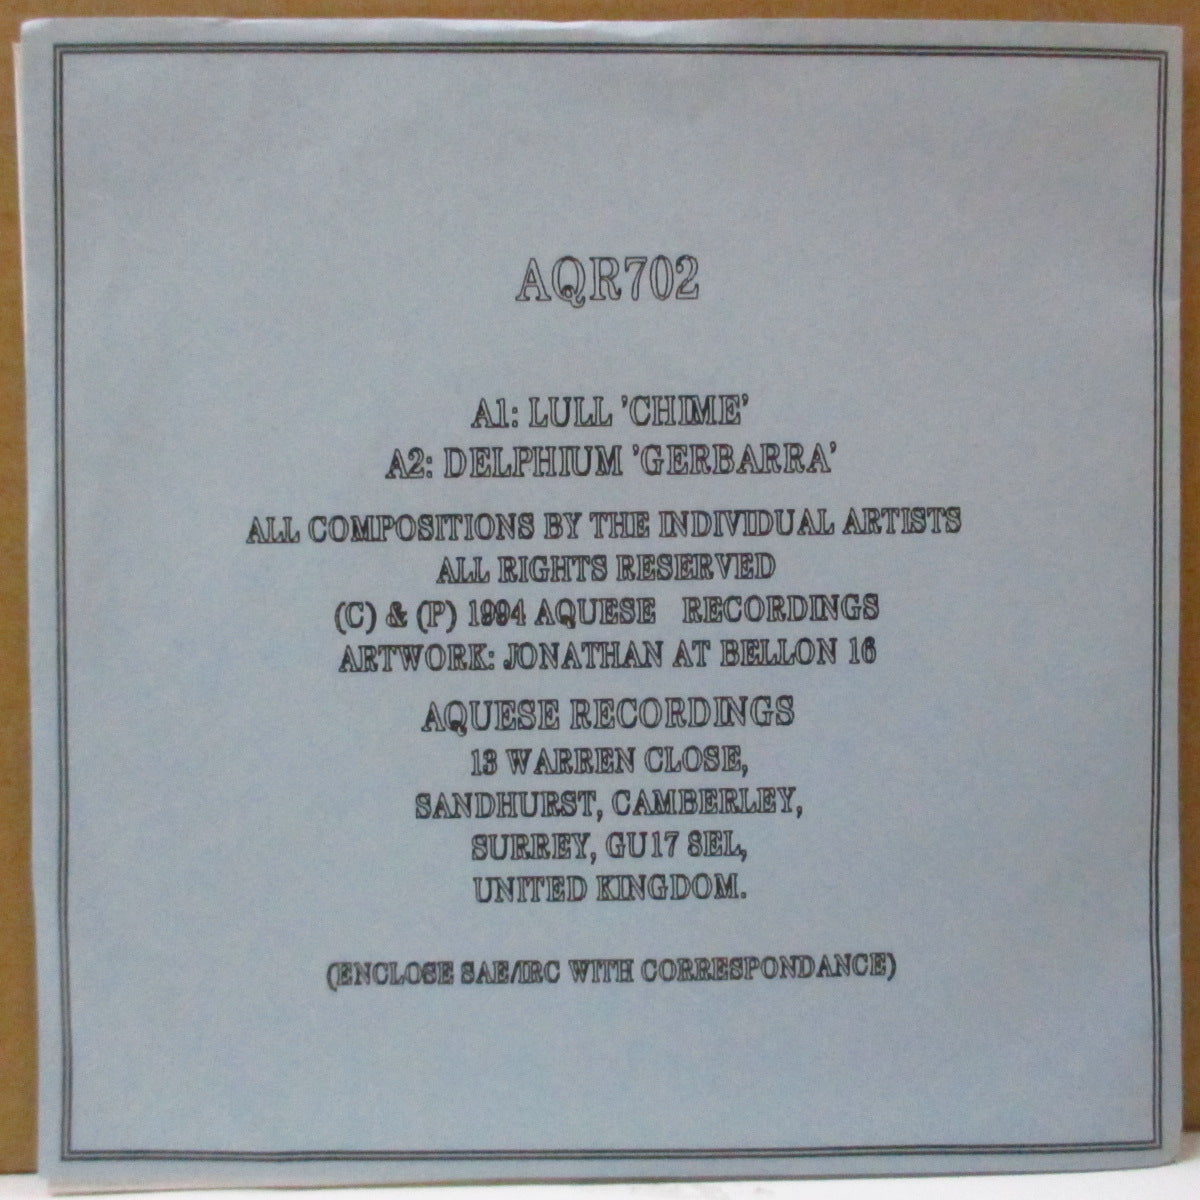 AQR702
A1: LULL 'CHIME'
A2: DELPHIUM 'GERBARRA'
ALL COMPOSITIONS BY THE INDIVIDUAL ARTISTS
ALL RIGHTS RESERVED
(C) & (P) 1994 AQUESE RECORDINGS
ARTWORK: JONATHAN AT BELLON 16
AQUESE RECORDINGS
13 WARREN CLOSE,
SANDHURST, CAMBERLEY,
SURREY, GU17 8EL,
UNITED KINGDOM.
(ENCLOSE SAE/IRC WITH CORRESPONDANCE)